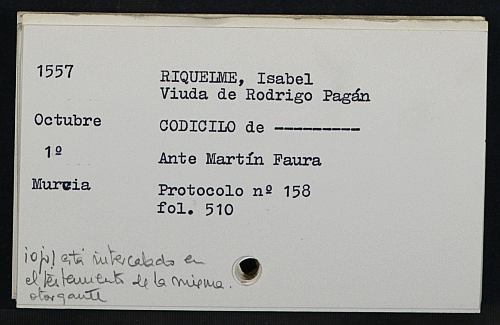 1557
RIQUELME, Isabel
Viuda de Rodrigo Pagán
Octubre
CODICILO de ---------
1º
Ante Martín Faura
Murcia
Protocolo nº 158
fol. 510
¡ojo! está intercalado en
el testamento de la misma.
otorgante